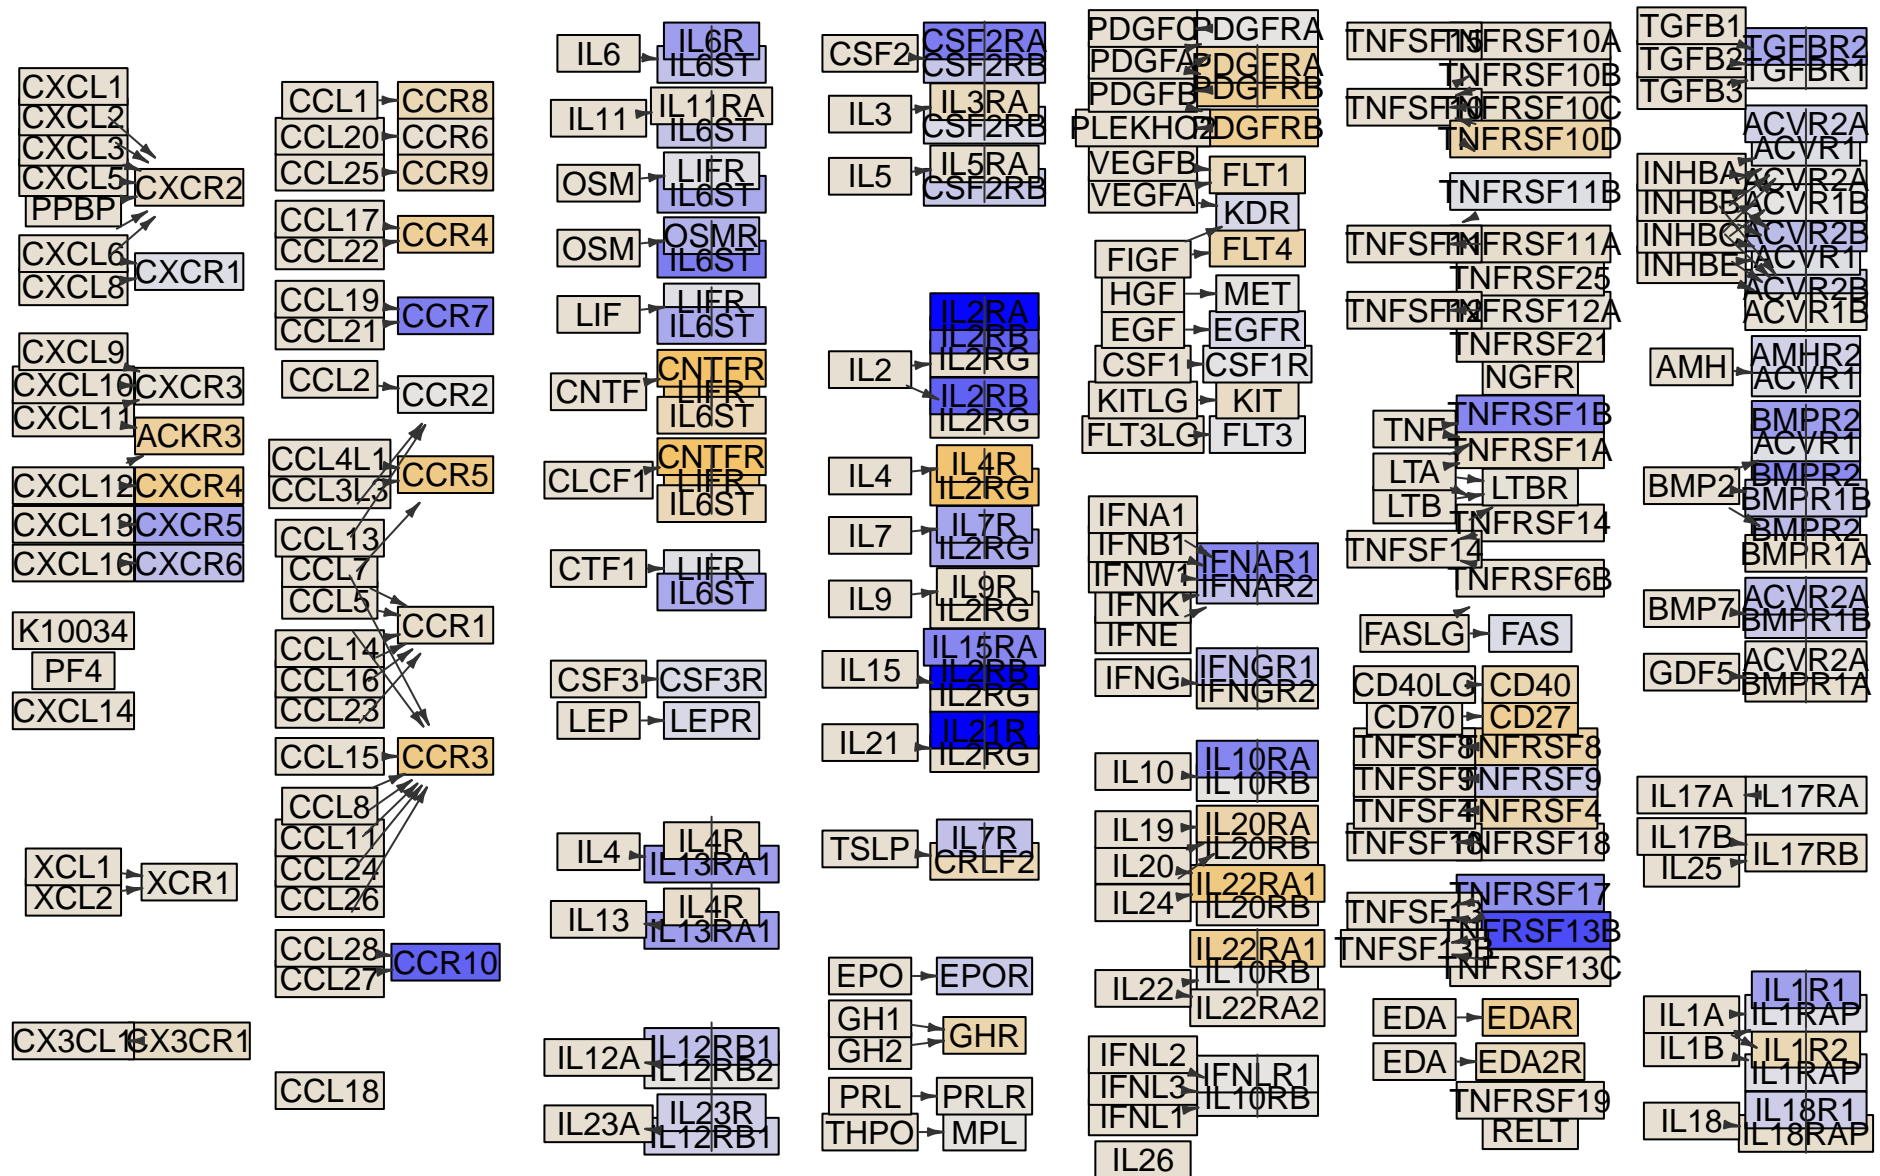 CXCL1
CXCL2
CXCL3
CXCL5
PPBP
CXCR2
CXCL6
CXCL8
CXCR1
CXCL9
CXCL10
CXCL11
CXCR3
ACKR3
CXCL12
CXCR4
CXCL13
CXCR5
CXCL16
CXCR6
K10034
PF4
CXCL14
XCL1
XCL2
XCR1
CX3CL1
CX3CR1
CCL1
CCR8
CCL20
CCR6
CCL25
CCR9
CCL17
CCL22
CCR4
CCL19
CCL21
CCR7
CCL2
CCR2
CCL4L1
CCL3L3
CCR5
CCL13
CCL7
CCL5
CCR1
CCL14
CCL16
CCL23
CCL15
CCR3
CCL8
CCL11
CCL24
CCL26
CCL28
CCL27
CCR10
CCL18
IL6
IL6R
IL6ST
IL11
IL11RA
IL6ST
OSM
LIFR
IL6ST
OSM
OSMR
IL6ST
LIF
LIFR
IL6ST
CNTF
CNTFR
LIFR
IL6ST
CLCF1
CNTFR
LIFR
IL6ST
CTF1
LIFR
IL6ST
CSF3
CSF3R
LEP
LEPR
IL4
IL4R
IL13RA1
IL13
IL4R
IL13RA1
IL12A
IL12RB1
IL12RB2
IL23A
IL23R
IL12RB1
CSF2
CSF2RA
CSF2RB
IL3
IL3RA
CSF2RB
IL5
IL5RA
CSF2RB
IL2
IL2RA
IL2RB
IL2RG
IL2RB
IL2RG
IL4
IL4R
IL2RG
IL7
IL7R
IL2RG
IL9
IL9R
IL2RG
IL15
IL15RA
IL2RB
IL2RG
IL21
IL21R
IL2RG
TSLP
IL7R
CRLF2
EPO
EPOR
GH1
GH2
GHR
PRL
PRLR
THPO
MPL
PDGFC
PDGFRA
PDGFA
PDGFRA
PDGFB
PDGFRB
PLEKHO2
PDGFRB
VEGFB
VEGFA
FLT1
KDR
FIGF
FLT4
HGF
MET
EGF
EGFR
CSF1
CSF1R
KITLG
KIT
FLT3LG
FLT3
IFNA1
IFNB1
IFNW1
IFNK
IFNE
IFNAR1
IFNAR2
IFNG
IFNGR1
IFNGR2
IL10
IL10RA
IL10RB
IL19
IL20
IL24
IL20RA
IL20RB
IL22RA1
IL20RB
IL22
IL22RA1
IL10RB
IL22RA2
IFNL2
IFNL3
IFNL1
IFNLR1
IL10RB
IL26
TNFSF15
TNFRSF10A
TNFRSF10B
TNFSF10
TNFRSF10C
TNFRSF10D
TNFRSF11B
TNFSF11
TNFRSF11A
TNFRSF25
TNFSF12
TNFRSF12A
TNFRSF21
NGFR
TNF
TNFRSF1B
TNFRSF1A
LTA
LTB
LTBR
TNFRSF14
TNFSF14
TNFRSF6B
FASLG
FAS
CD40LG
CD40
CD70
CD27
TNFSF8
TNFRSF8
TNFSF9
TNFRSF9
TNFSF4
TNFRSF4
TNFSF18
TNFRSF18
TNFRSF17
TNFSF13
TNFRSF13B
TNFSF13B
TNFRSF13C
EDA
EDAR
EDA
EDA2R
TNFRSF19
RELT
TGFB1
TGFB2
TGFB3
TGFBR2
TGFBR1
INHBA
INHBB
INHBC
INHBE
ACVR2A
ACVR1
ACVR2A
ACVR1B
ACVR2B
ACVR1
ACVR2B
ACVR1B
AMH
AMHR2
ACVR1
BMP2
BMPR2
ACVR1
BMPR2
BMPR1B
BMPR2
BMPR1A
BMP7
ACVR2A
BMPR1B
GDF5
ACVR2A
BMPR1A
IL17A
IL17RA
IL17B
IL25
IL17RB
IL1A
IL1B
IL1R1
IL1RAP
IL1R2
IL1RAP
IL18
IL18R1
IL18RAP